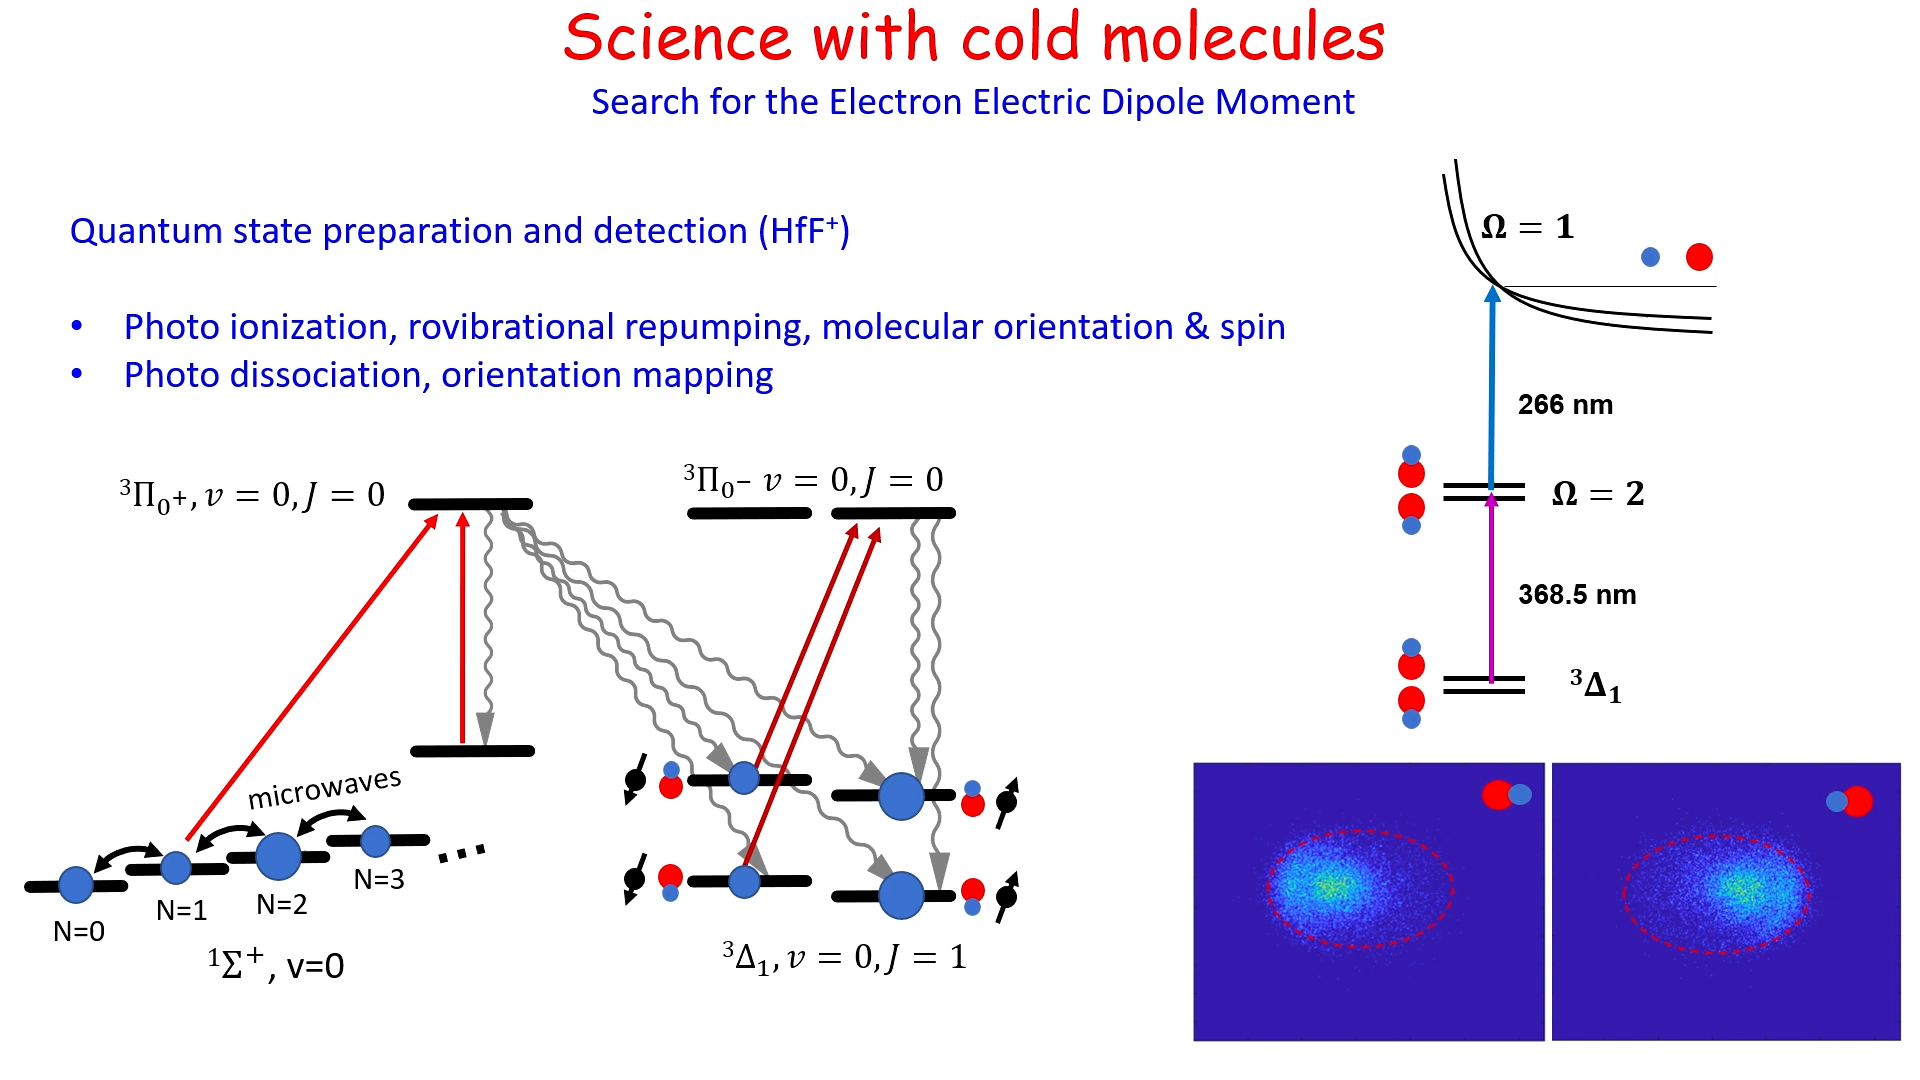 Science with cold molecules
Search for the Electron Electric Dipole Moment
Quantum state preparation and detection (HfF⁺)
• Photo ionization, rovibrational repumping, molecular orientation & spin
• Photo dissociation, orientation mapping
³Π₀⁺, v = 0, J = 0
³Π₀⁻ v = 0, J = 0
microwaves
N=0
N=1
N=2
N=3
...
¹Σ⁺, v=0
³Δ₁, v = 0, J = 1
Ω = 1
266 nm
Ω = 2
368.5 nm
³Δ₁